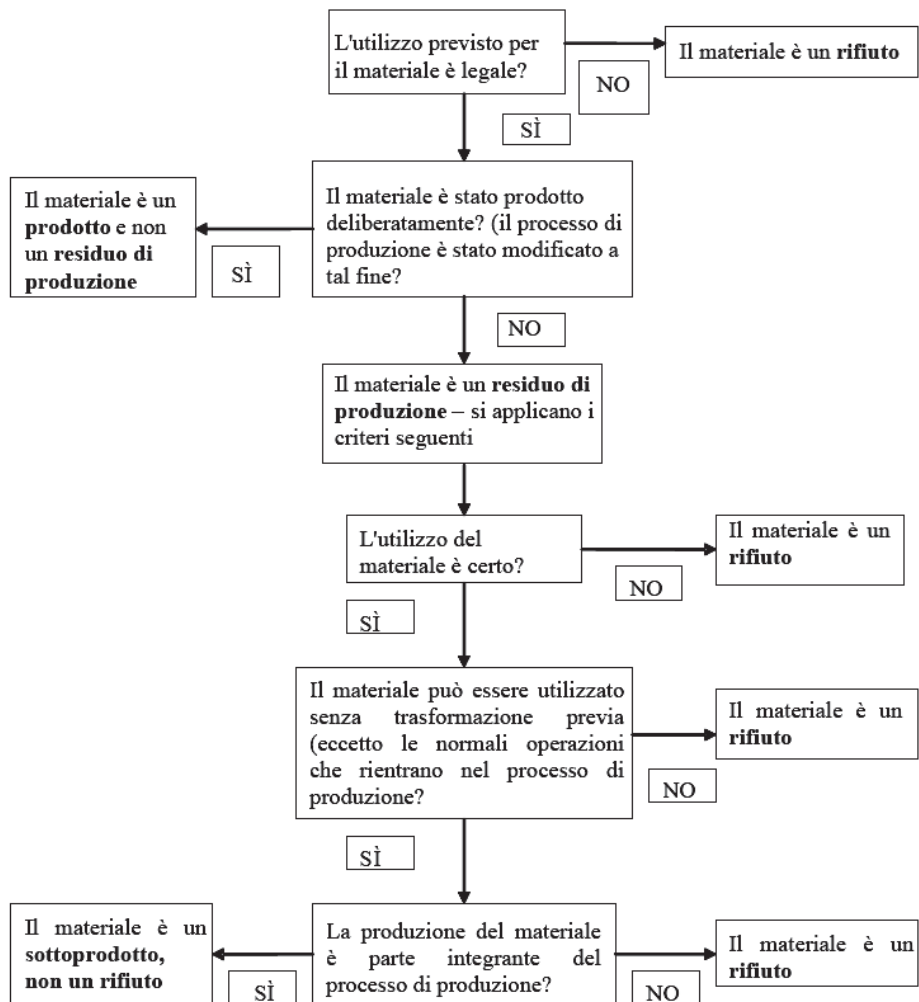 L'utilizzo previsto per
il materiale è legale?
Il materiale è un rifiuto
NO
SÌ
Il materiale è un
prodotto e non
un residuo di
produzione
SÌ
Il materiale è stato prodotto
deliberatamente? (il processo di
produzione è stato modificato a
tal fine?
NO
Il materiale è un residuo di
produzione – si applicano i
criteri seguenti
L'utilizzo del
materiale è certo?
Il materiale è un
rifiuto
NO
SÌ
Il materiale può essere utilizzato
senza trasformazione previa
(eccetto le normali operazioni
che rientrano nel processo di
produzione?
Il materiale è un
rifiuto
NO
SÌ
Il materiale è un
sottoprodotto,
non un rifiuto
SÌ
La produzione del materiale
è parte integrante del
processo di produzione?
Il materiale è un
rifiuto
NO